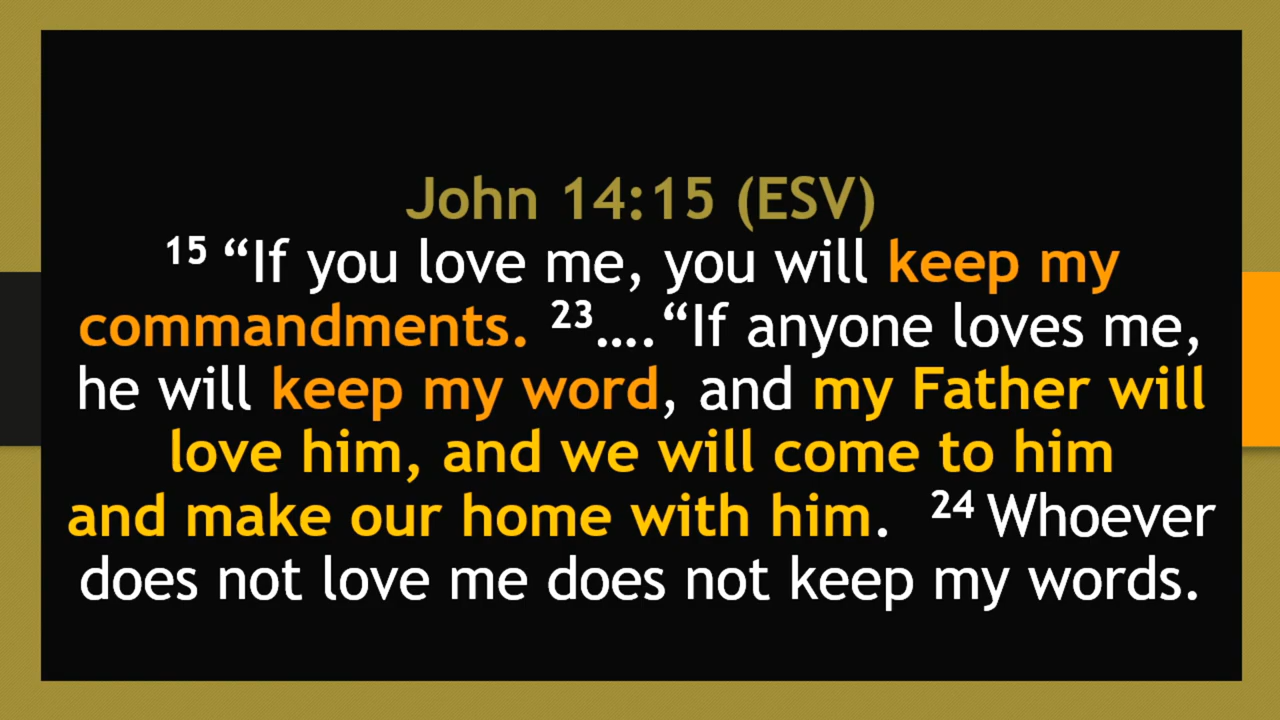 John 14:15 (ESV)
15 “If you love me, you will keep my
commandments. 23….“If anyone loves me,
he will keep my word, and my Father will
love him, and we will come to him
and make our home with him. 24 Whoever
does not love me does not keep my words.